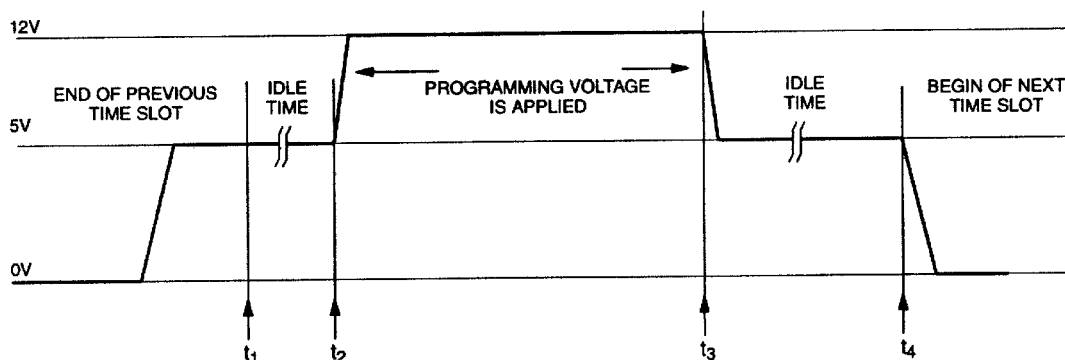 12V
END OF PREVIOUS
TIME SLOT
IDLE
TIME
PROGRAMMING VOLTAGE
IS APPLIED
IDLE
TIME
BEGIN OF NEXT
TIME SLOT
5V
0V
t1
t2
t3
t4